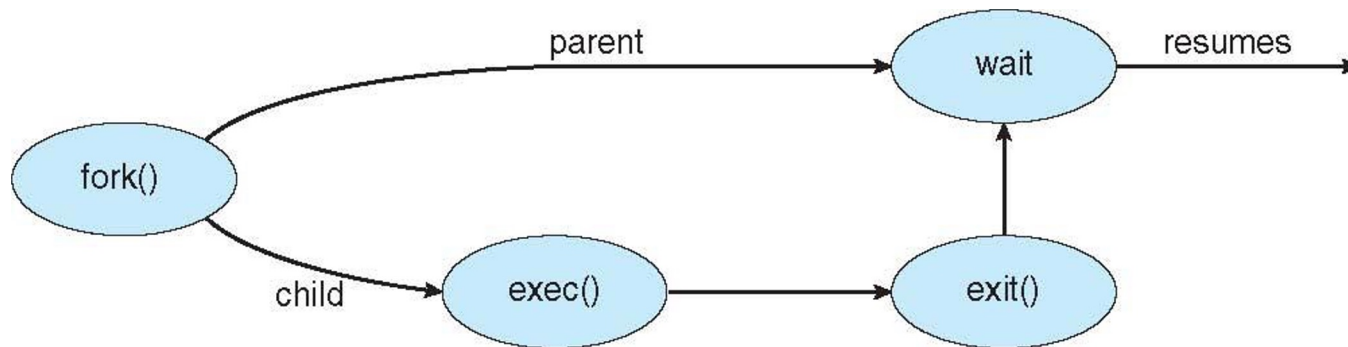 parent
wait
resumes
fork()
child
exec()
exit()